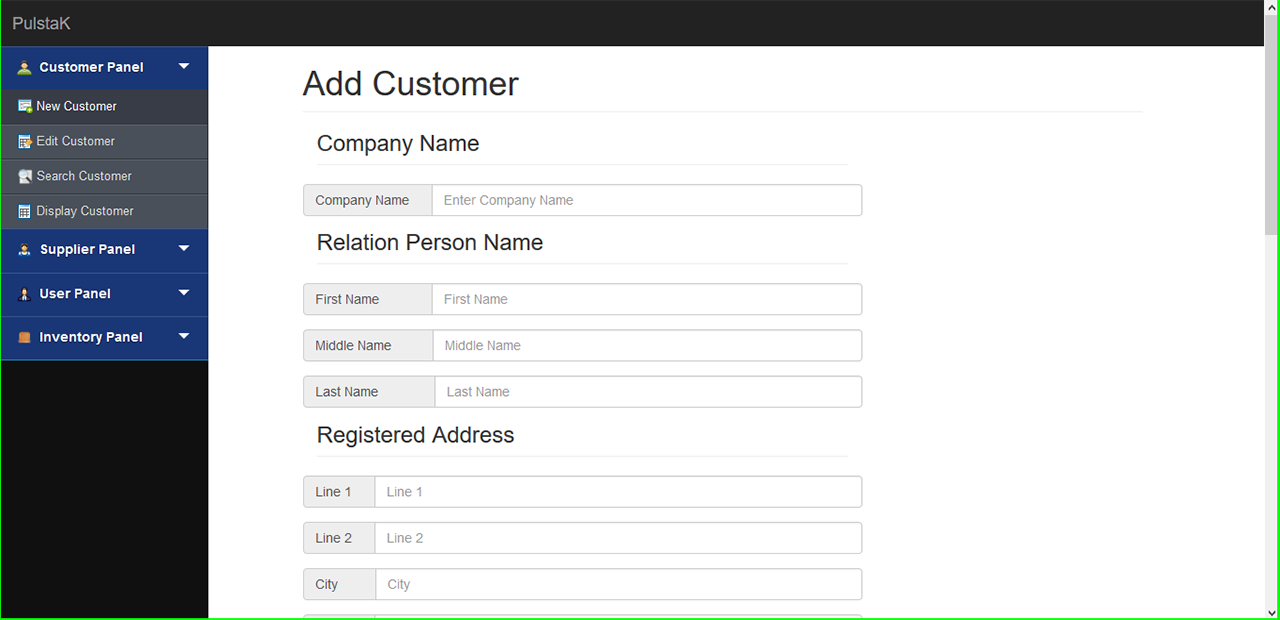 PulstaK
Customer Panel
New Customer
Edit Customer
Search Customer
Display Customer
Supplier Panel
User Panel
Inventory Panel
Add Customer
Company Name
Company Name Enter Company Name
Relation Person Name
First Name First Name
Middle Name Middle Name
Last Name Last Name
Registered Address
Line 1 Line 1
Line 2 Line 2
City City